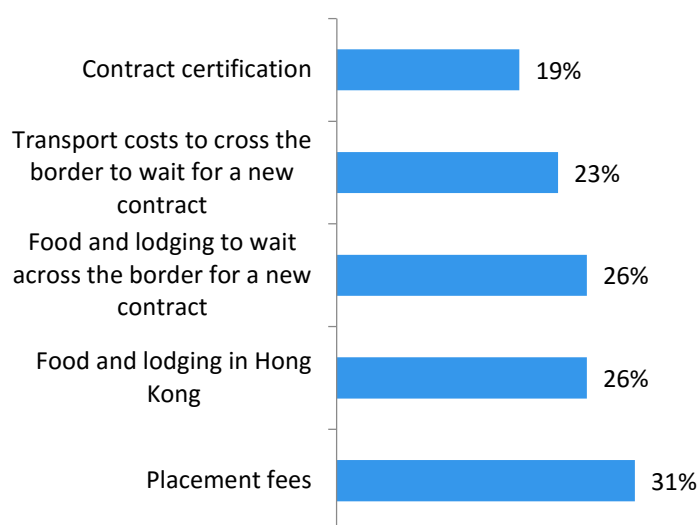 Contract certification
19%
Transport costs to cross the
border to wait for a new
contract
23%
Food and lodging to wait
across the border for a new
contract
26%
Food and lodging in Hong
Kong
26%
Placement fees
31%